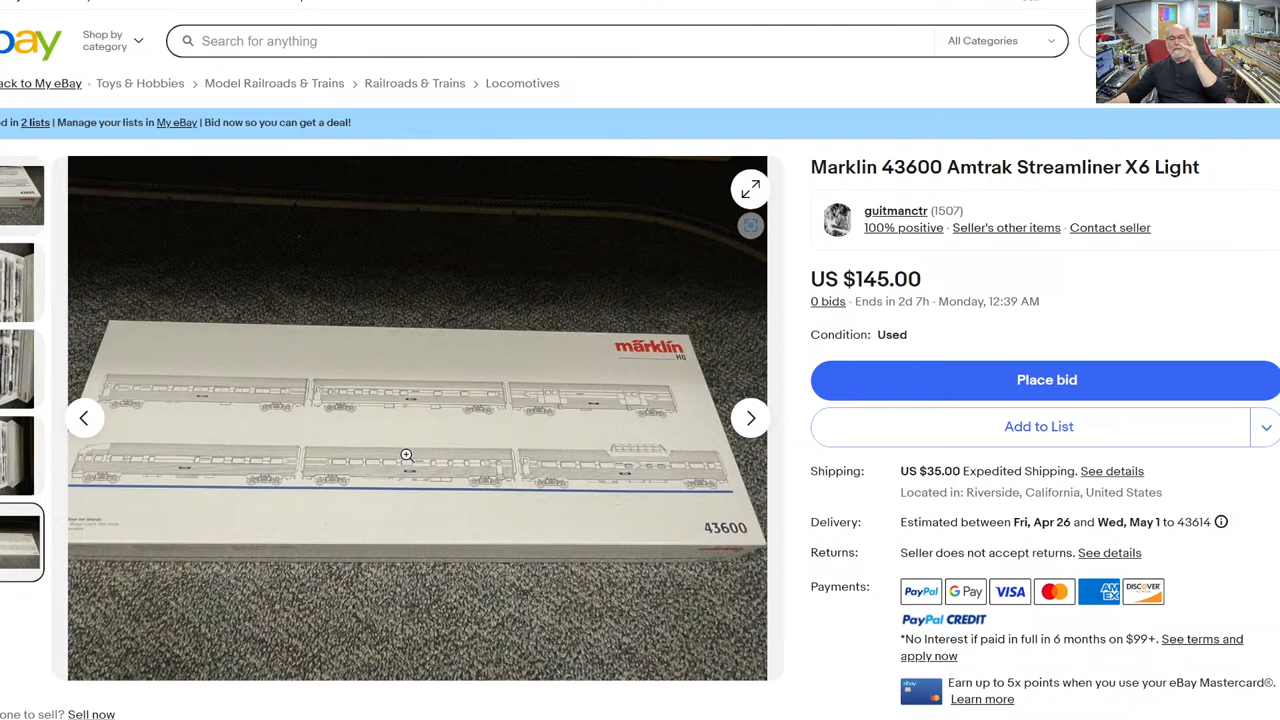 bay
Shop by
category
Search for anything
All Categories
ack to My eBay
Toys & Hobbies
Model Railroads & Trains
Railroads & Trains
Locomotives
d in 2 lists | Manage your lists in My eBay | Bid now so you can get a deal!
Marklin 43600 Amtrak Streamliner X6 Light
guitmanctr (1507)
100% positive · Seller's other items · Contact seller
US $145.00
0 bids · Ends in 2d 7h · Monday, 12:39 AM
Condition: Used
Place bid
Add to List
Shipping: US $35.00 Expedited Shipping. See details
Located in: Riverside, California, United States
Delivery: Estimated between Fri, Apr 26 and Wed, May 1 to 43614
Returns: Seller does not accept returns. See details
Payments: PayPal G Pay VISA AM EX DISCOVER
PayPal CREDIT
*No Interest if paid in full in 6 months on $99+. See terms and
apply now
Earn up to 5x points when you use your eBay Mastercard®.
Learn more
märklin
HO
43600
one to sell? Sell now